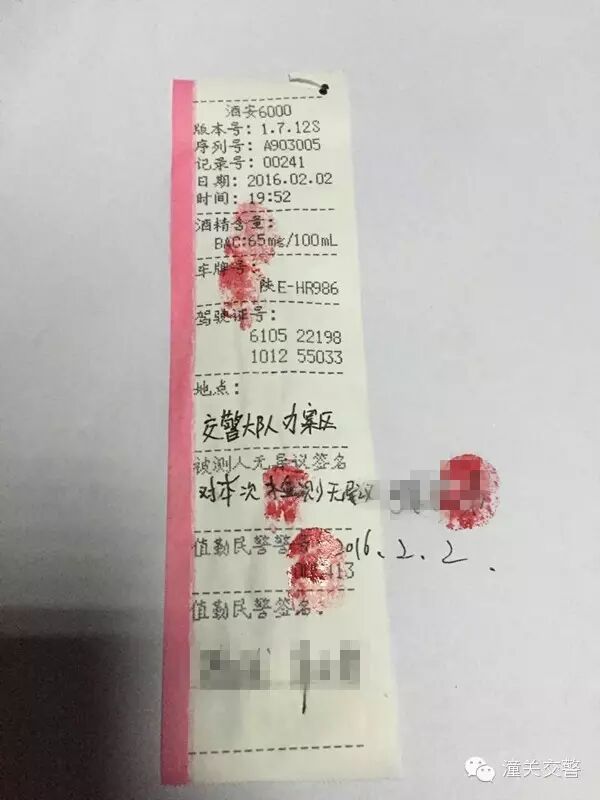 酒安6000
版本号: 1.7.12S
序列号: A903005
记录号: 00241
日期: 2016.02.02
时间: 19:52
酒精含量:
BAC:65mg/100mL
车牌号:
陕E-HR986
驾驶证号:
6105 22198
1012 55033
地点:
交警大队办案区
被测人无异议签名
对本次检测无异议
值勤民警警号:
2016.2.2.
413
值勤民警签名:
潼关交警